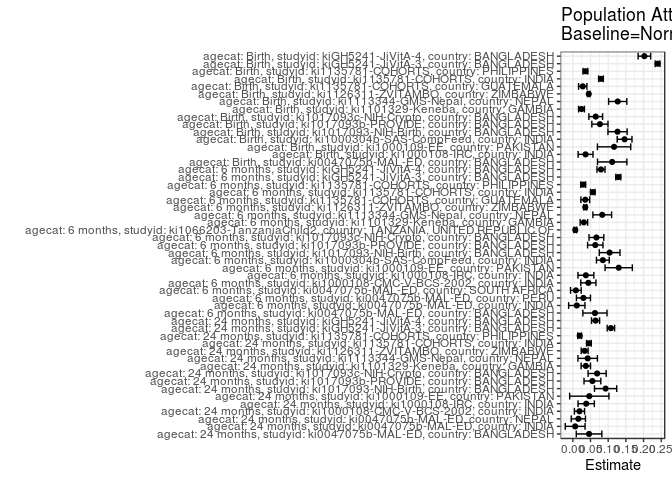 Population Att
Baseline=Norm
agecat: Birth, studyid: kiGH5241-JiVitA-4, country: BANGLADESH
agecat: Birth, studyid: kiGH5241-JiVitA-3, country: BANGLADESH
agecat: Birth, studyid: ki1135781-COHORTS, country: PHILIPPINES
agecat: Birth, studyid: ki1135781-COHORTS, country: INDIA
agecat: Birth, studyid: ki1135781-COHORTS, country: GUATEMALA
agecat: Birth, studyid: ki1126311-ZVITAMBO, country: ZIMBABWE
agecat: Birth, studyid: ki1113344-GMS-Nepal, country: NEPAL
agecat: Birth, studyid: ki1101329-Keneba, country: GAMBIA
agecat: Birth, studyid: ki1017093c-NIH-Crypto, country: BANGLADESH
agecat: Birth, studyid: ki1017093b-PROVIDE, country: BANGLADESH
agecat: Birth, studyid: ki1017093-NIH-Birth, country: BANGLADESH
agecat: Birth, studyid: ki1000304b-SAS-CompFeed, country: INDIA
agecat: Birth, studyid: ki1000109-EE, country: PAKISTAN
agecat: Birth, studyid: ki1000108-IRC, country: INDIA
agecat: Birth, studyid: ki0047075b-MAL-ED, country: BANGLADESH
agecat: 6 months, studyid: kiGH5241-JiVitA-4, country: BANGLADESH
agecat: 6 months, studyid: kiGH5241-JiVitA-3, country: BANGLADESH
agecat: 6 months, studyid: ki1135781-COHORTS, country: PHILIPPINES
agecat: 6 months, studyid: ki1135781-COHORTS, country: INDIA
agecat: 6 months, studyid: ki1135781-COHORTS, country: GUATEMALA
agecat: 6 months, studyid: ki1126311-ZVITAMBO, country: ZIMBABWE
agecat: 6 months, studyid: ki1113344-GMS-Nepal, country: NEPAL
agecat: 6 months, studyid: ki1101329-Keneba, country: GAMBIA
agecat: 6 months, studyid: ki1066203-TanzaniaChild2, country: TANZANIA, UNITED REPUBLIC OF
agecat: 6 months, studyid: ki1017093c-NIH-Crypto, country: BANGLADESH
agecat: 6 months, studyid: ki1017093b-PROVIDE, country: BANGLADESH
agecat: 6 months, studyid: ki1017093-NIH-Birth, country: BANGLADESH
agecat: 6 months, studyid: ki1000304b-SAS-CompFeed, country: INDIA
agecat: 6 months, studyid: ki1000109-EE, country: PAKISTAN
agecat: 6 months, studyid: ki1000108-IRC, country: INDIA
agecat: 6 months, studyid: ki1000108-CMC-V-BCS-2002, country: INDIA
agecat: 6 months, studyid: ki0047075b-MAL-ED, country: SOUTH AFRICA
agecat: 6 months, studyid: ki0047075b-MAL-ED, country: PERU
agecat: 6 months, studyid: ki0047075b-MAL-ED, country: INDIA
agecat: 6 months, studyid: ki0047075b-MAL-ED, country: BANGLADESH
agecat: 24 months, studyid: kiGH5241-JiVitA-4, country: BANGLADESH
agecat: 24 months, studyid: kiGH5241-JiVitA-3, country: BANGLADESH
agecat: 24 months, studyid: ki1135781-COHORTS, country: PHILIPPINES
agecat: 24 months, studyid: ki1135781-COHORTS, country: INDIA
agecat: 24 months, studyid: ki1126311-ZVITAMBO, country: ZIMBABWE
agecat: 24 months, studyid: ki1113344-GMS-Nepal, country: NEPAL
agecat: 24 months, studyid: ki1101329-Keneba, country: GAMBIA
agecat: 24 months, studyid: ki1017093c-NIH-Crypto, country: BANGLADESH
agecat: 24 months, studyid: ki1017093b-PROVIDE, country: BANGLADESH
agecat: 24 months, studyid: ki1017093-NIH-Birth, country: BANGLADESH
agecat: 24 months, studyid: ki1000109-EE, country: PAKISTAN
agecat: 24 months, studyid: ki1000108-IRC, country: INDIA
agecat: 24 months, studyid: ki1000108-CMC-V-BCS-2002, country: INDIA
agecat: 24 months, studyid: ki0047075b-MAL-ED, country: NEPAL
agecat: 24 months, studyid: ki0047075b-MAL-ED, country: INDIA
agecat: 24 months, studyid: ki0047075b-MAL-ED, country: BANGLADESH
0.00 0.05 0.10 0.15 0.20 0.25
Estimate